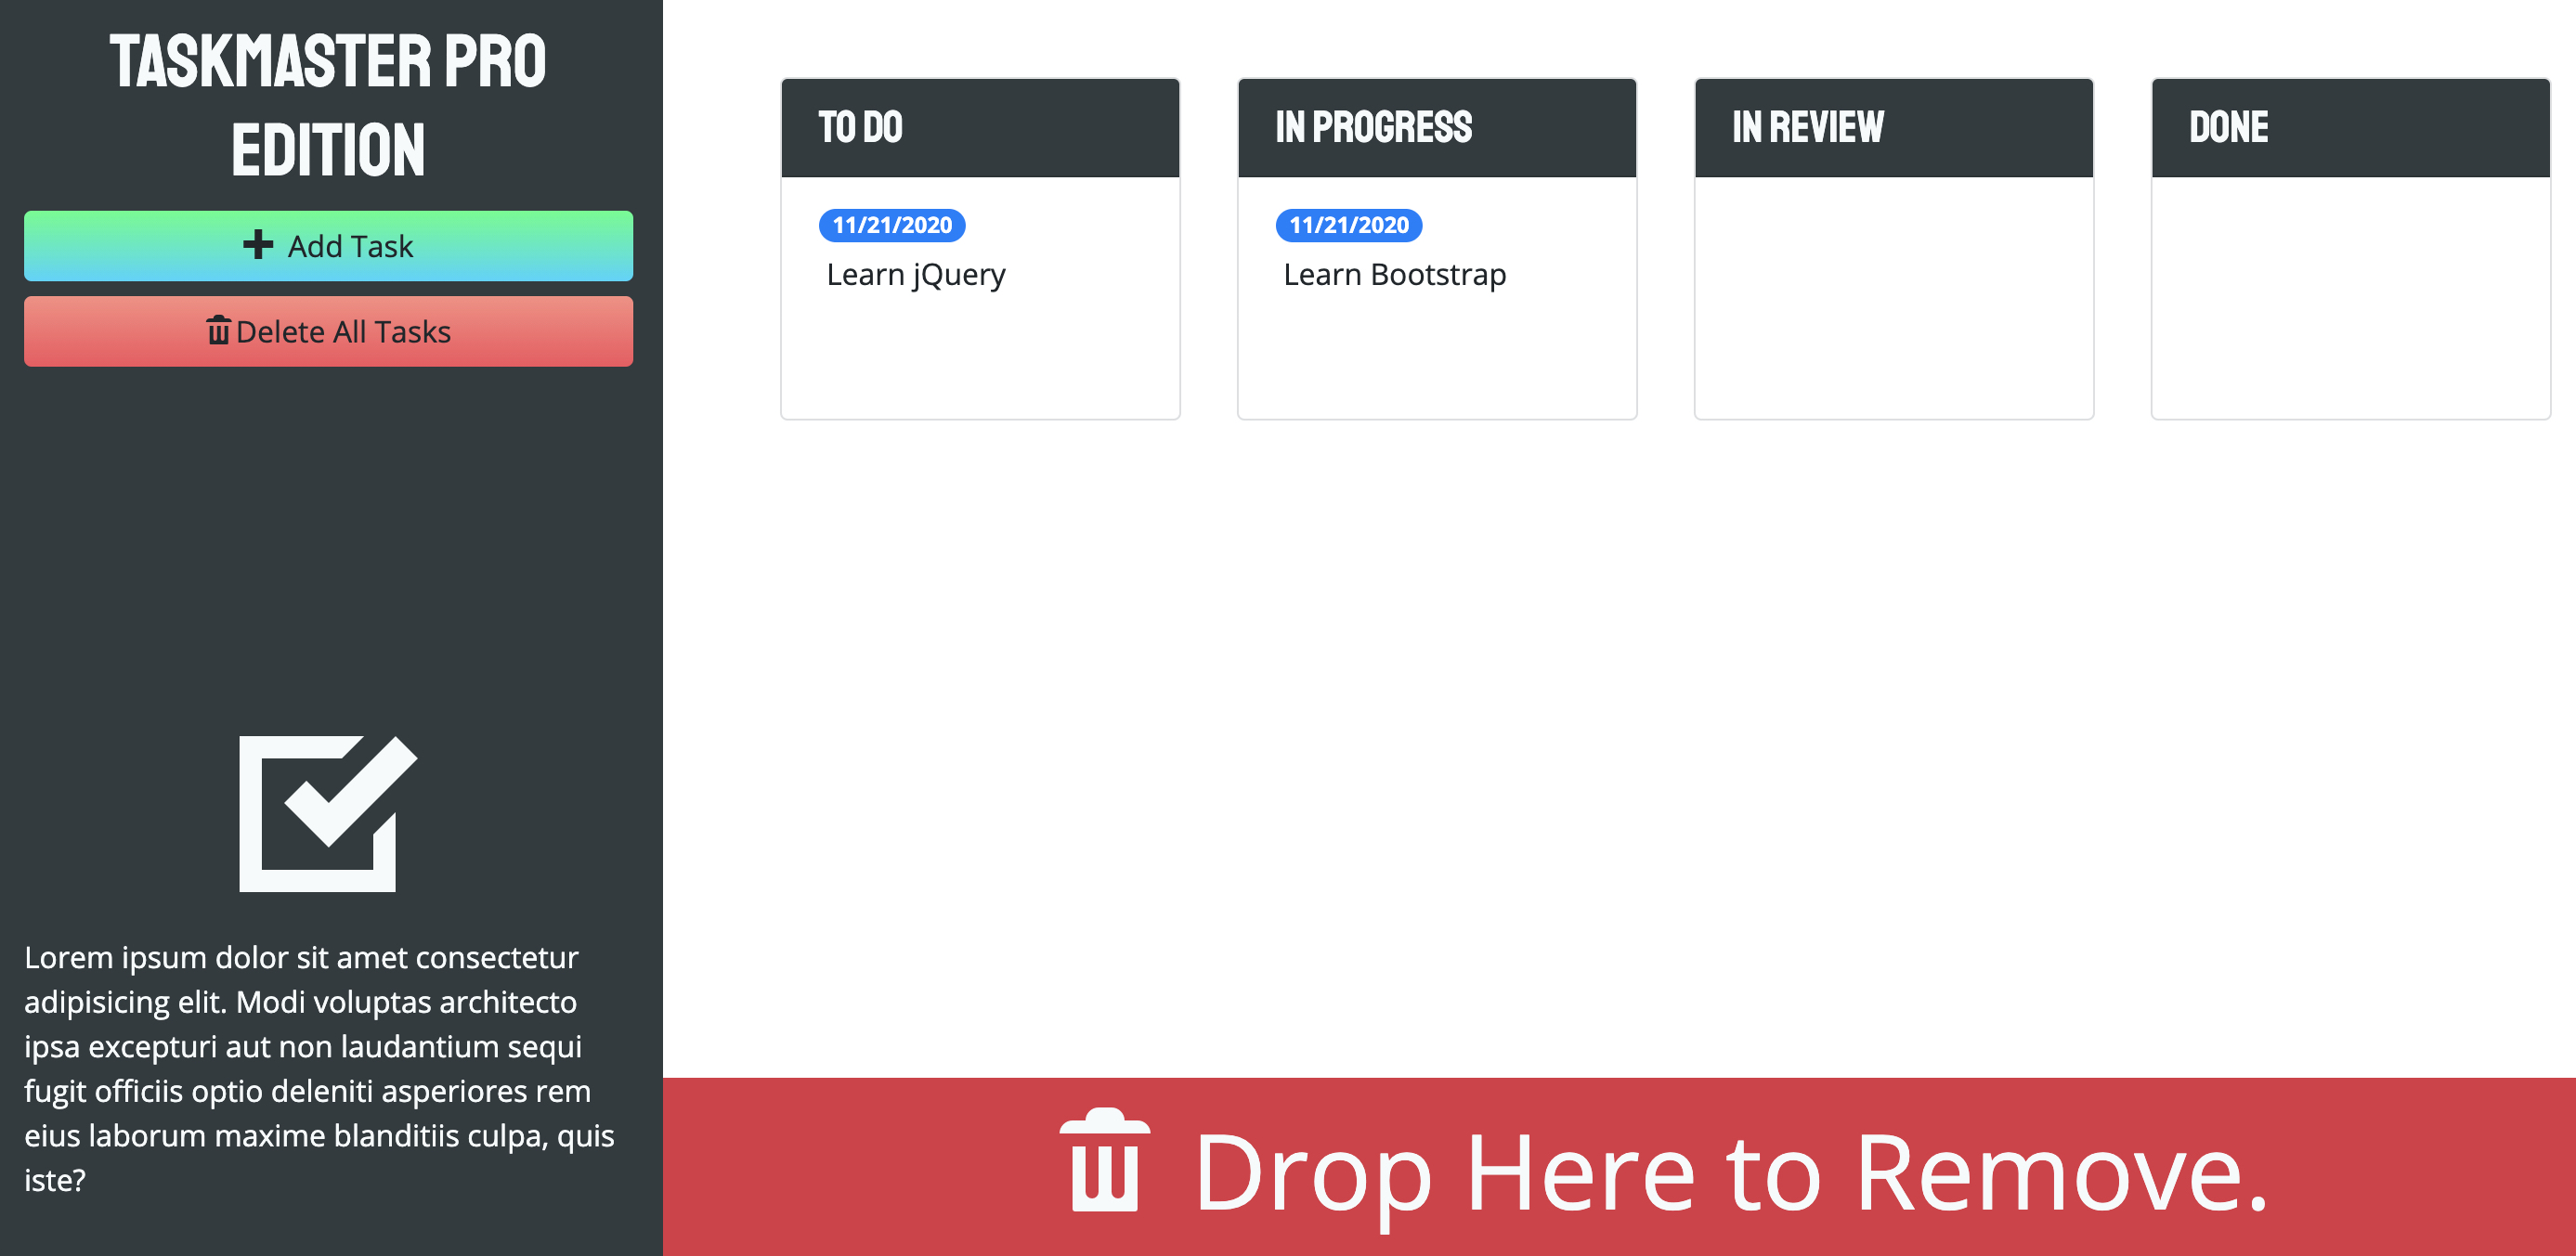 TASKMASTER PRO
EDITION
Add Task
Delete All Tasks
Lorem ipsum dolor sit amet consectetur
adipisicing elit. Modi voluptas architecto
ipsa excepturi aut non laudantium sequi
fugit officiis optio deleniti asperiores rem
eius laborum maxime blanditiis culpa, quis
iste?
TO DO
11/21/2020
Learn jQuery
IN PROGRESS
11/21/2020
Learn Bootstrap
IN REVIEW
DONE
Drop Here to Remove.